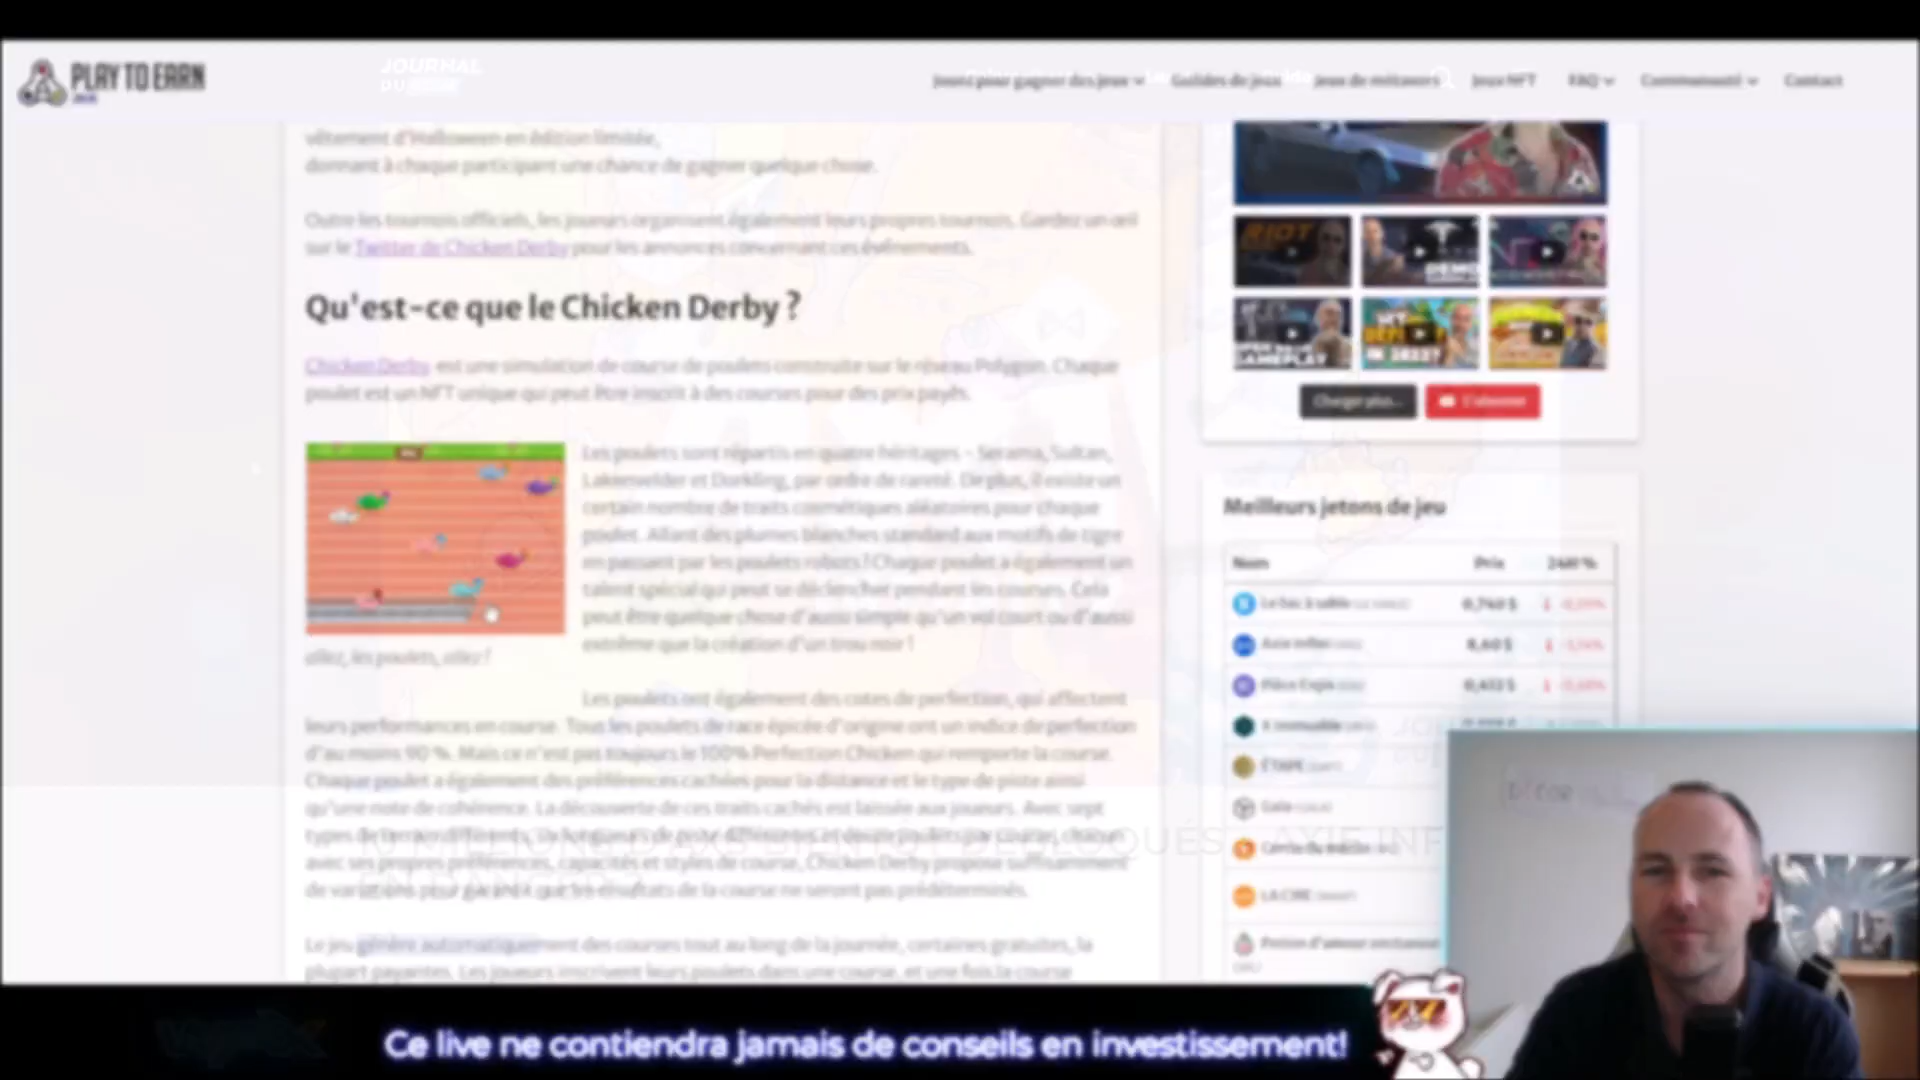 PLAY TO EARN
JOURNAL
DU
Jouez pour gagner des jeux
Guildes de jeux
Jeux de métavers
Jeux NFT
FAQ
Communauté
Contact
vêtement d'Halloween en édition limitée,
donnant à chaque participant une chance de gagner quelque chose.
Outre les tournois officiels, les joueurs organisent également leurs propres tournois. Gardez un œil
sur le Twitter de Chicken Derby pour les annonces concernant ces événements.
Qu'est-ce que le Chicken Derby ?
Chicken Derby est une simulation de course de poulets construite sur le réseau Polygon. Chaque
poulet est un NFT unique qui peut être inscrit à des courses pour des prix payés.
Les poulets sont répartis en quatre héritages - Serama, Sultan,
Lakenvelder et Dorkling, par ordre de rareté. De plus, il existe un
certain nombre de traits cosmétiques aléatoires pour chaque
poulet. Allant des plumes blanches standard aux motifs de tigre
en passant par les poulets robots ! Chaque poulet a également un
talent spécial qui peut se déclencher pendant les courses. Cela
peut être quelque chose d'aussi simple qu'un vol court ou d'aussi
extrême que la création d'un trou noir !
allez, les poulets, allez !
Les poulets ont également des cotes de perfection, qui affectent
leurs performances en course. Tous les poulets de race épicée d'origine ont un indice de perfection
d'au moins 90 %. Mais ce n'est pas toujours le 100% Perfection Chicken qui remporte la course.
Chaque poulet a également des préférences cachées pour la distance et le type de piste ainsi
qu'une note de cohérence. La découverte de ces traits cachés est laissée aux joueurs. Avec sept
types de terrain différents, six longueurs de piste différentes et douze poulets par course, chacun
avec ses propres préférences, capacités et styles de course, Chicken Derby propose suffisamment
de variations pour garantir que les résultats de la course ne seront pas prédéterminés.
Le jeu génère automatiquement des courses tout au long de la journée, certaines gratuites, la
plupart payantes. Les joueurs inscrivent leurs poulets dans une course, et une fois la course
RIOT
DEMO
GAMEPLAY
IN 2022?
Charger plus...
S'abonner
Meilleurs jetons de jeu
Nom Prix 24H %
Le bac à sable 0,740 $
Axie Infini 8,60 $
Pièce Enjin 0,433 $
X immuable
ÉTAPE
Gala
LA CIRE
Potion d'amour onctueuse
Ce live ne contiendra jamais de conseils en investissement!